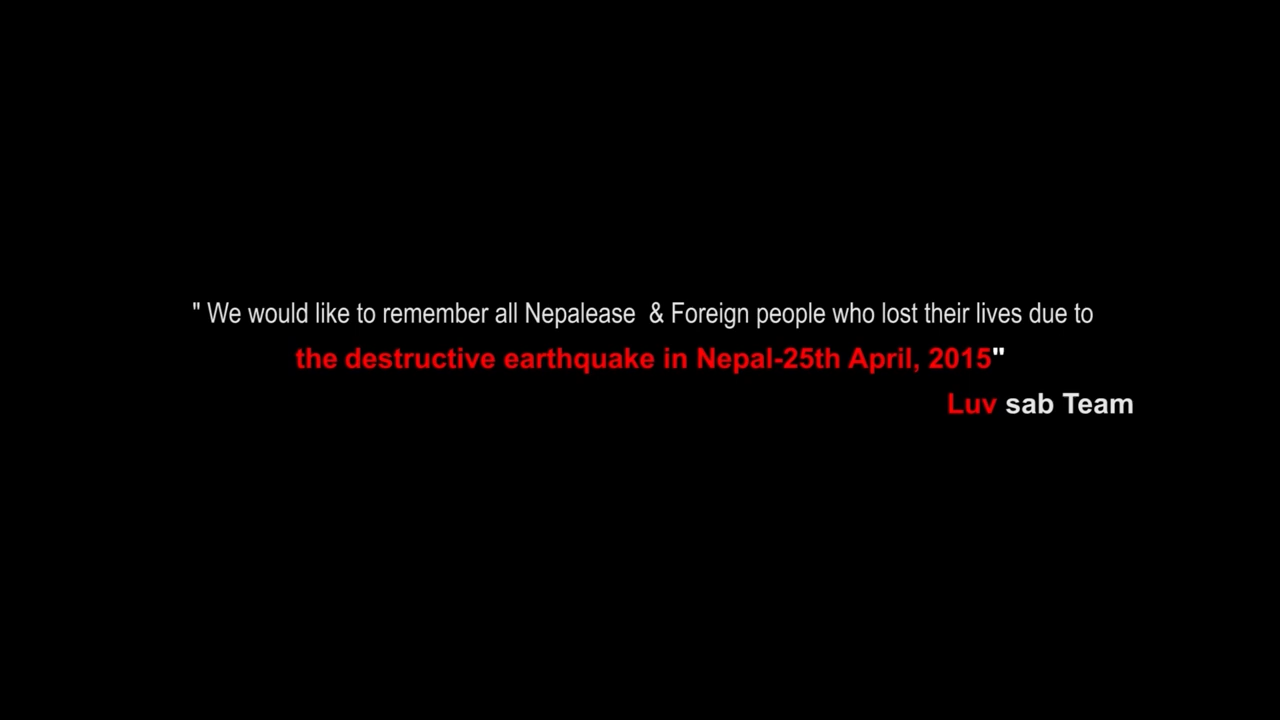 " We would like to remember all Nepalease  & Foreign people who lost their lives due to
the destructive earthquake in Nepal-25th April, 2015"
Luv sab Team